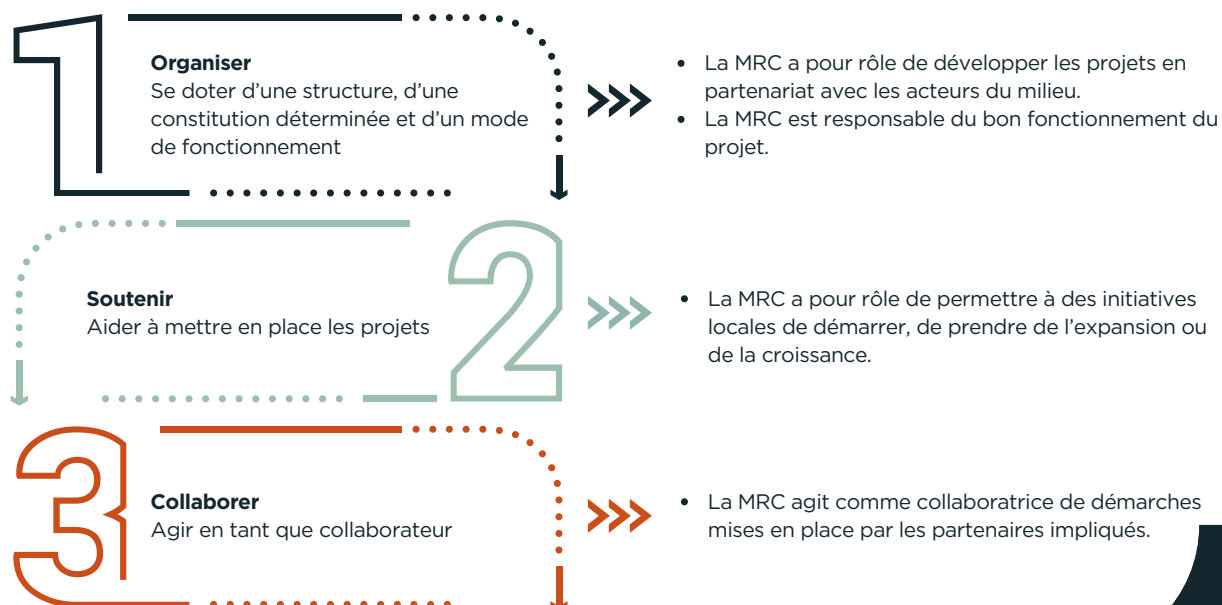 1
Organiser
Se doter d'une structure, d'une
constitution déterminée et d'un mode
de fonctionnement
• La MRC a pour rôle de développer les projets en
partenariat avec les acteurs du milieu.
• La MRC est responsable du bon fonctionnement du
projet.
2
Soutenir
Aider à mettre en place les projets
• La MRC a pour rôle de permettre à des initiatives
locales de démarrer, de prendre de l'expansion ou
de la croissance.
3
Collaborer
Agir en tant que collaborateur
• La MRC agit comme collaboratrice de démarches
mises en place par les partenaires impliqués.